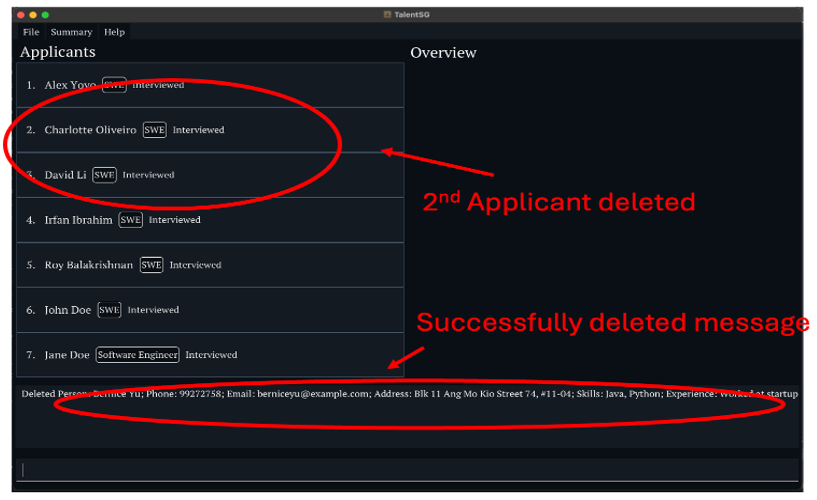 TalentSG
File Summary Help
Applicants
Overview
1. Alex Yovo SWE Interviewed
2. Charlotte Oliveiro SWE Interviewed
3. David Li SWE Interviewed
2nd Applicant deleted
4. Irfan Ibrahim SWE Interviewed
5. Roy Balakrishnan SWE Interviewed
6. John Doe SWE Interviewed
Successfully deleted message
7. Jane Doe Software Engineer Interviewed
Deleted Person: Bernice Yu; Phone: 99272758; Email: berniceyu@example.com; Address: Blk 11 Ang Mo Kio Street 74, #11-04; Skills: Java, Python; Experience: Worked at startup